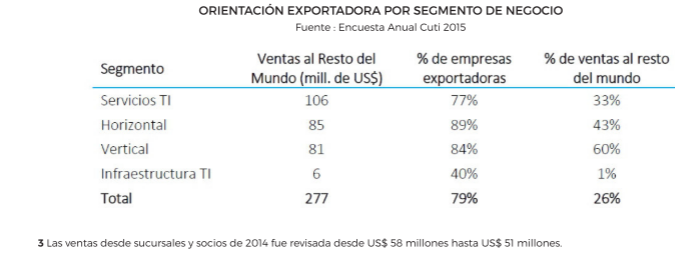 ORIENTACIÓN EXPORTADORA POR SEGMENTO DE NEGOCIO
Fuente : Encuesta Anual Cuti 2015
Segmento Ventas al Resto del Mundo (mill. de US$) % de empresas exportadoras % de ventas al resto del mundo
Servicios TI 106 77% 33%
Horizontal 85 89% 43%
Vertical 81 84% 60%
Infraestructura TI 6 40% 1%
Total 277 79% 26%
3 Las ventas desde sucursales y socios de 2014 fue revisada desde US$ 58 millones hasta US$ 51 millones.